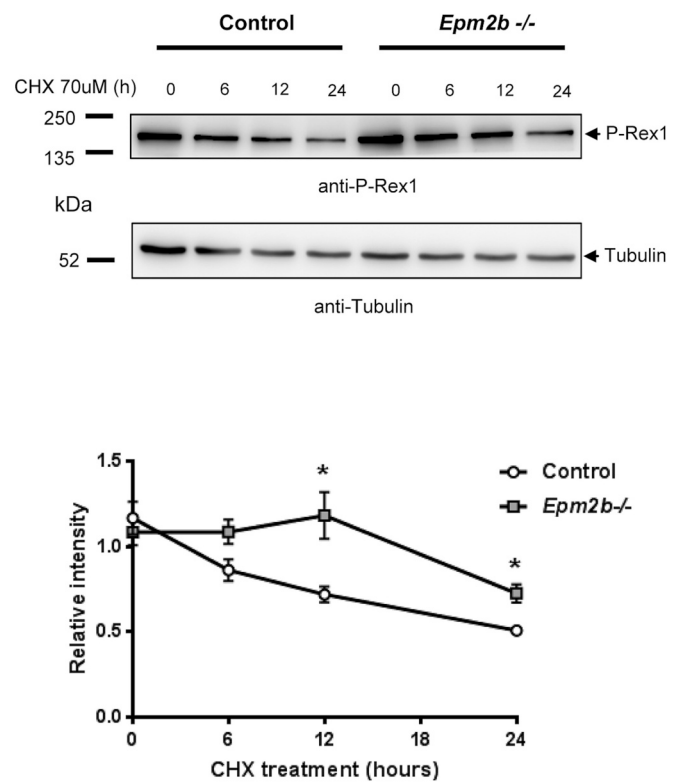 Control Epm2b -/-
CHX 70uM (h) 0 6 12 24 0 6 12 24
250
P-Rex1
135
anti-P-Rex1
kDa
52 Tubulin
anti-Tubulin
1.5
* Control
Epm2b-/-
1.0
*
0.5
0.0
Relative intensity
0 6 12 18 24
CHX treatment (hours)